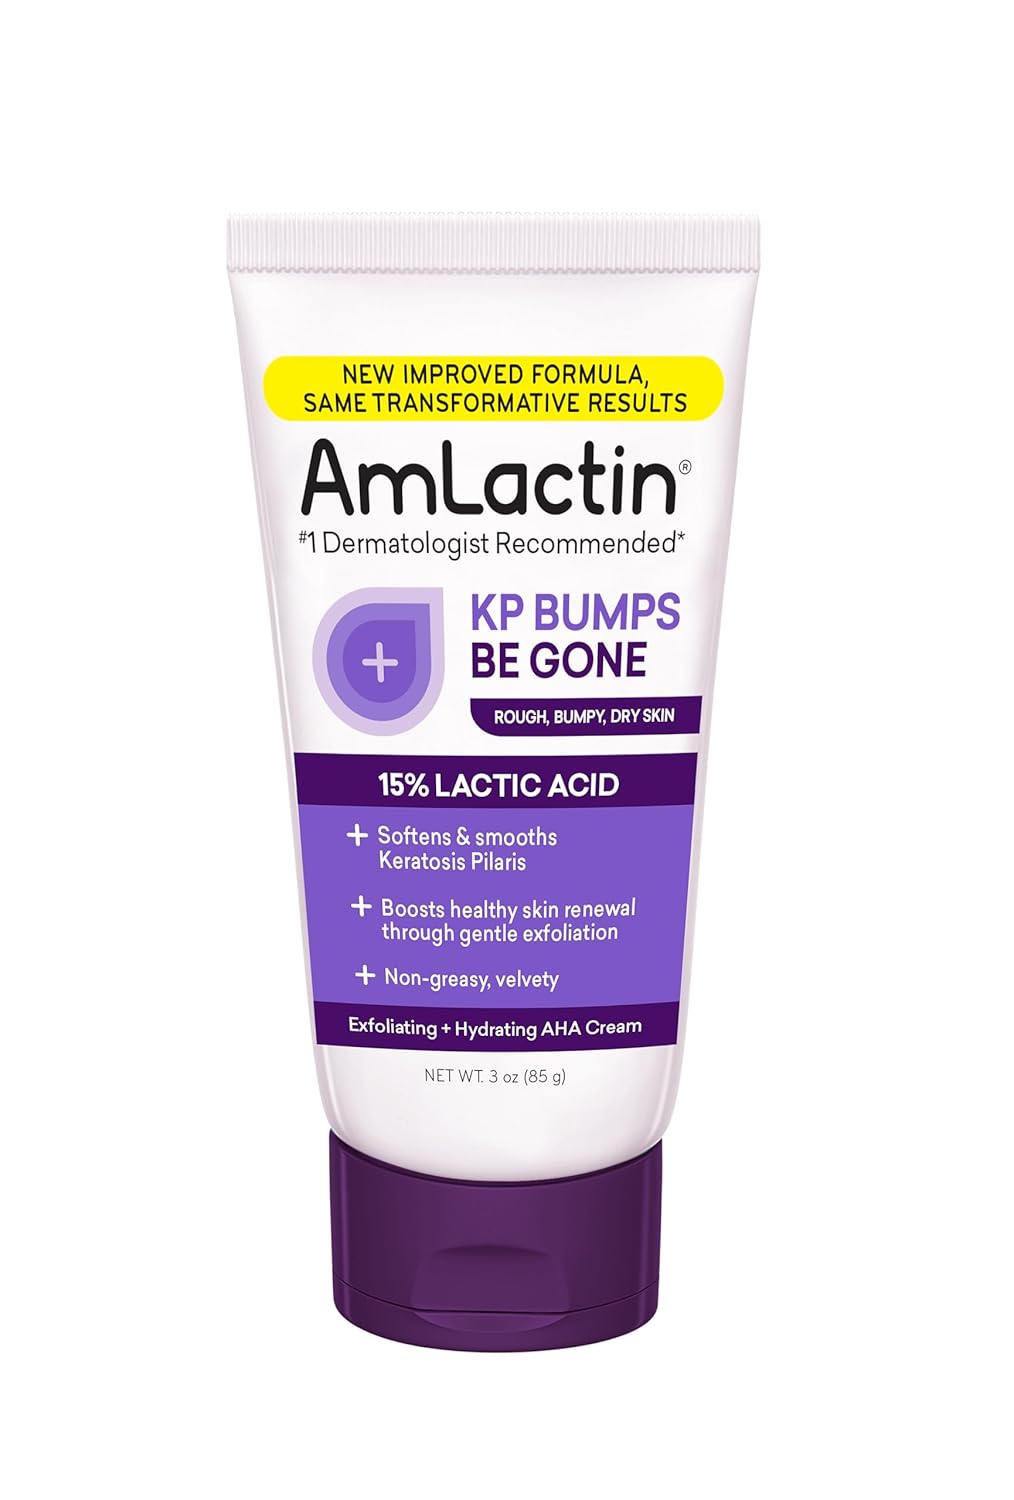 NEW IMPROVED FORMULA,
SAME TRANSFORMATIVE RESULTS
AmLactin®
#1 Dermatologist Recommended*
KP BUMPS
BE GONE
ROUGH, BUMPY, DRY SKIN
15% LACTIC ACID
+ Softens & smooths
Keratosis Pilaris
+ Boosts healthy skin renewal
through gentle exfoliation
+ Non-greasy, velvety
Exfoliating + Hydrating AHA Cream
NET WT. 3 oz (85 g)